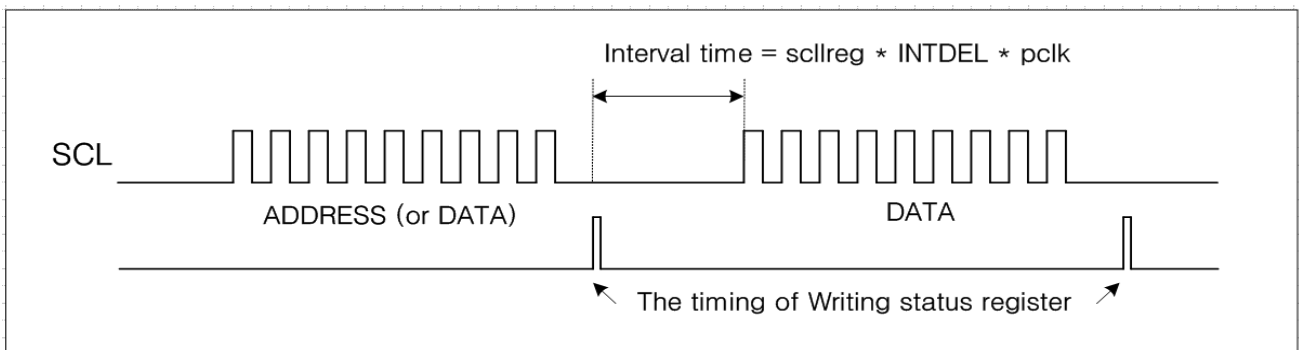 Interval time = scllreg * INTDEL * pclk
SCL
ADDRESS (or DATA)
DATA
The timing of Writing status register